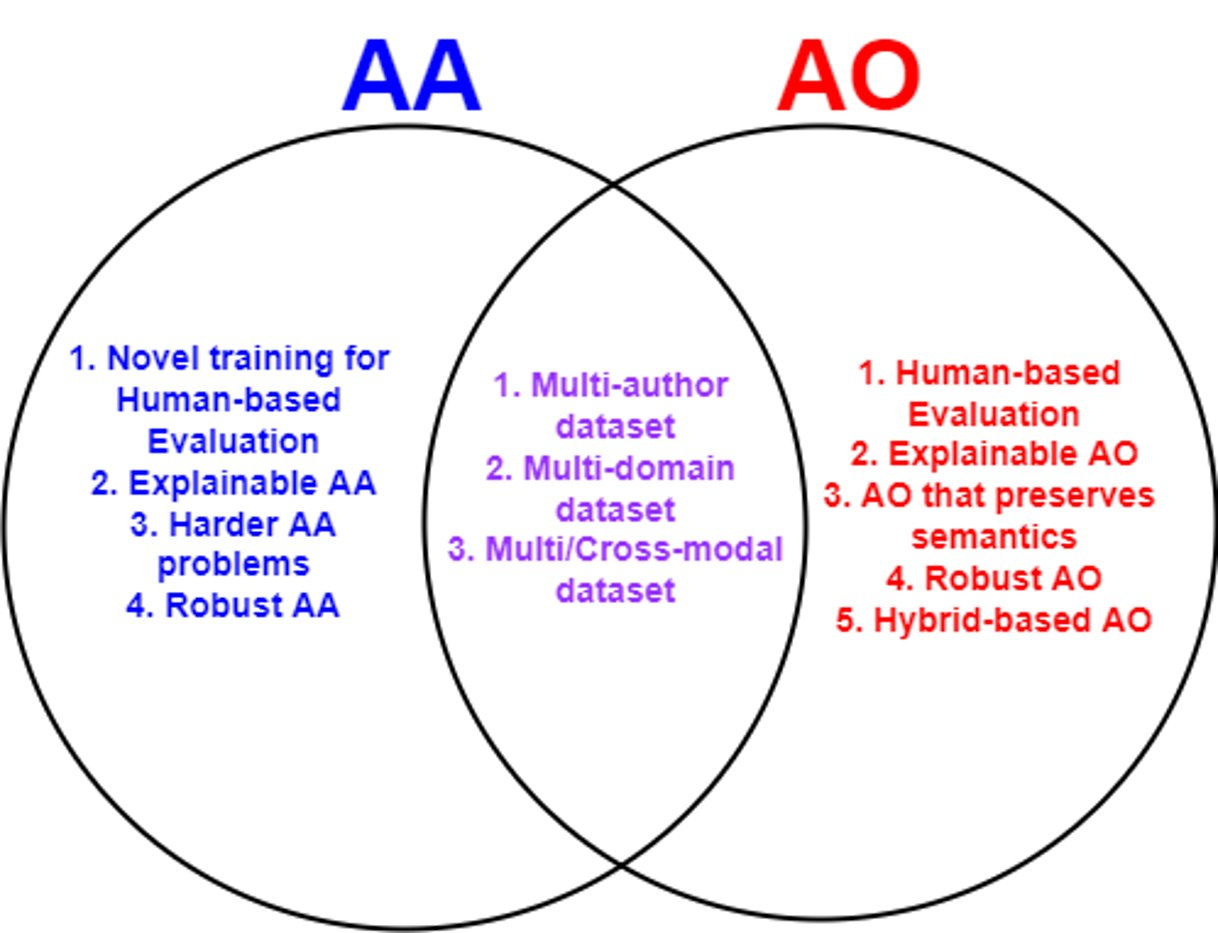 AA
AO
1. Novel training for
Human-based
Evaluation
2. Explainable AA
3. Harder AA
problems
4. Robust AA
1. Multi-author
dataset
2. Multi-domain
dataset
3. Multi/Cross-modal
dataset
1. Human-based
Evaluation
2. Explainable AO
3. AO that preserves
semantics
4. Robust AO
5. Hybrid-based AO